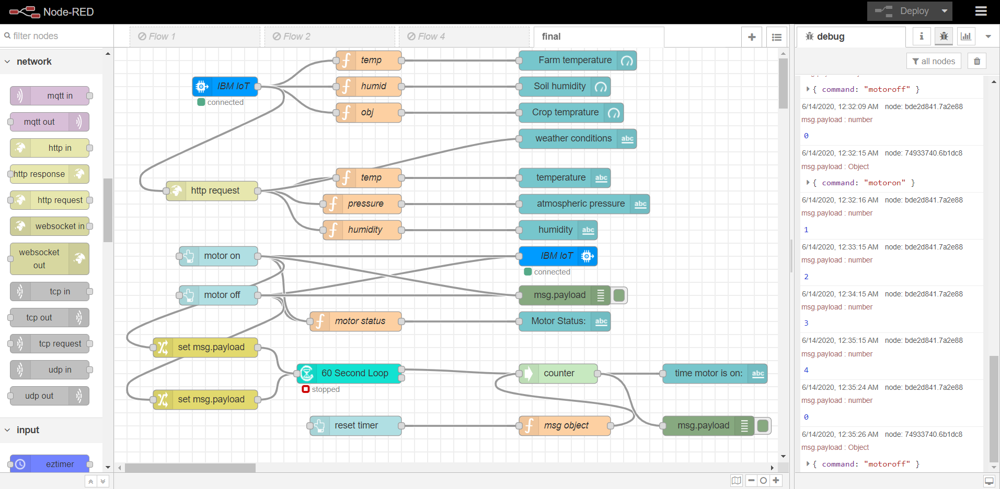 Node-RED
Deploy
filter nodes
Flow 1
Flow 2
Flow 4
final
debug
i
all nodes
network
mqtt in
mqtt out
http in
http response
http request
websocket in
websocket
out
tcp in
tcp out
tcp request
udp in
udp out
input
eztimer
temp
Farm temperature
IBM IoT
connected
humid
Soil humidity
obj
Crop temprature
weather conditions
abc
http request
temp
temperature
abc
pressure
atmospheric pressure
abc
humidity
humidity
abc
motor on
IBM IoT
connected
motor off
msg.payload
motor status
Motor Status:
abc
set msg.payload
60 Second Loop
stopped
counter
time motor is on:
abc
set msg.payload
reset timer
msg object
msg.payload
{ command: "motoroff" }
6/14/2020, 12:32:09 AM node: bde2d841.7a2e88
msg.payload : number
0
6/14/2020, 12:32:15 AM node: 74933740.6b1dc8
msg.payload : Object
{ command: "motoron" }
6/14/2020, 12:32:16 AM node: bde2d841.7a2e88
msg.payload : number
1
6/14/2020, 12:33:15 AM node: bde2d841.7a2e88
msg.payload : number
2
6/14/2020, 12:34:15 AM node: bde2d841.7a2e88
msg.payload : number
3
6/14/2020, 12:35:15 AM node: bde2d841.7a2e88
msg.payload : number
4
6/14/2020, 12:35:24 AM node: bde2d841.7a2e88
msg.payload : number
0
6/14/2020, 12:35:26 AM node: 74933740.6b1dc8
msg.payload : Object
{ command: "motoroff" }